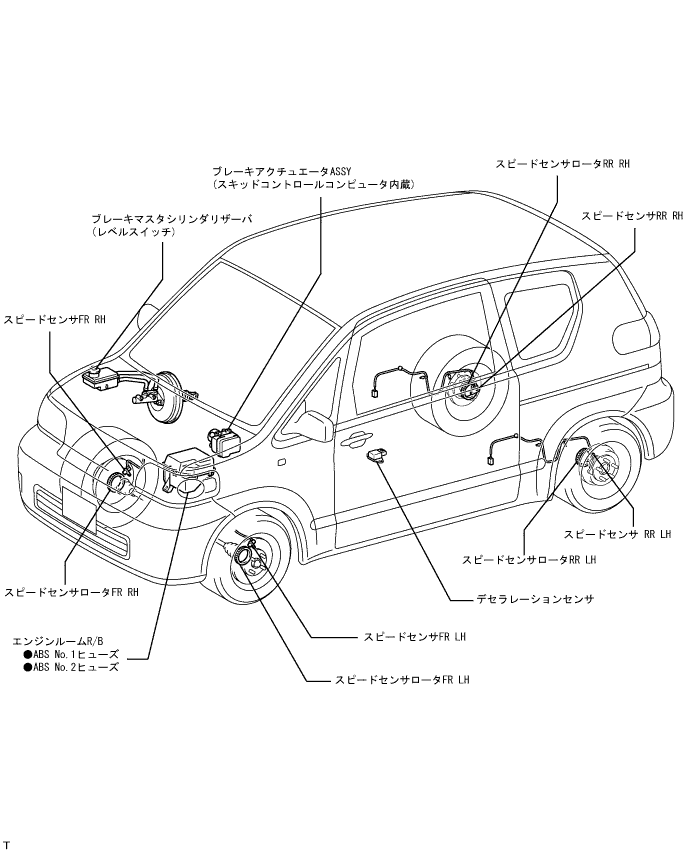 ブレーキアクチュエータASSY
(スキッドコントロールコンピュータ内蔵)
スピードセンサロータRR RH
ブレーキマスタシリンダリザーバ
(レベルスイッチ)
スピードセンサRR RH
スピードセンサFR RH
スピードセンサ RR LH
スピードセンサロータRR LH
スピードセンサロータFR RH
デセラレーションセンサ
エンジンルームR/B
●ABS No.1ヒューズ
●ABS No.2ヒューズ
スピードセンサFR LH
スピードセンサロータFR LH
T